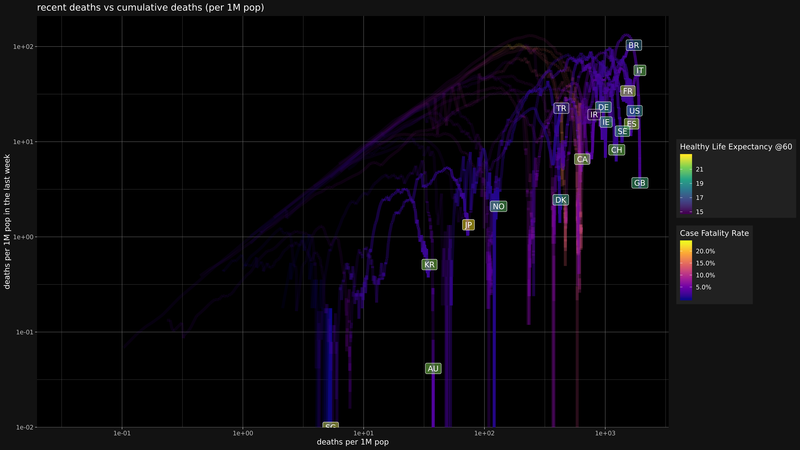 recent deaths vs cumulative deaths (per 1M pop)
1e+02
1e+01
1e+00
1e-01
1e-02
deaths per 1M pop in the last week
BR
IT
FR
TR
DE
US
IR
IE
ES
SE
CH
CA
GB
DK
NO
JP
KR
AU
SG
1e-01
1e+00
1e+01
1e+02
1e+03
deaths per 1M pop
Healthy Life Expectancy @60
21
19
17
15
Case Fatality Rate
20.0%
15.0%
10.0%
5.0%